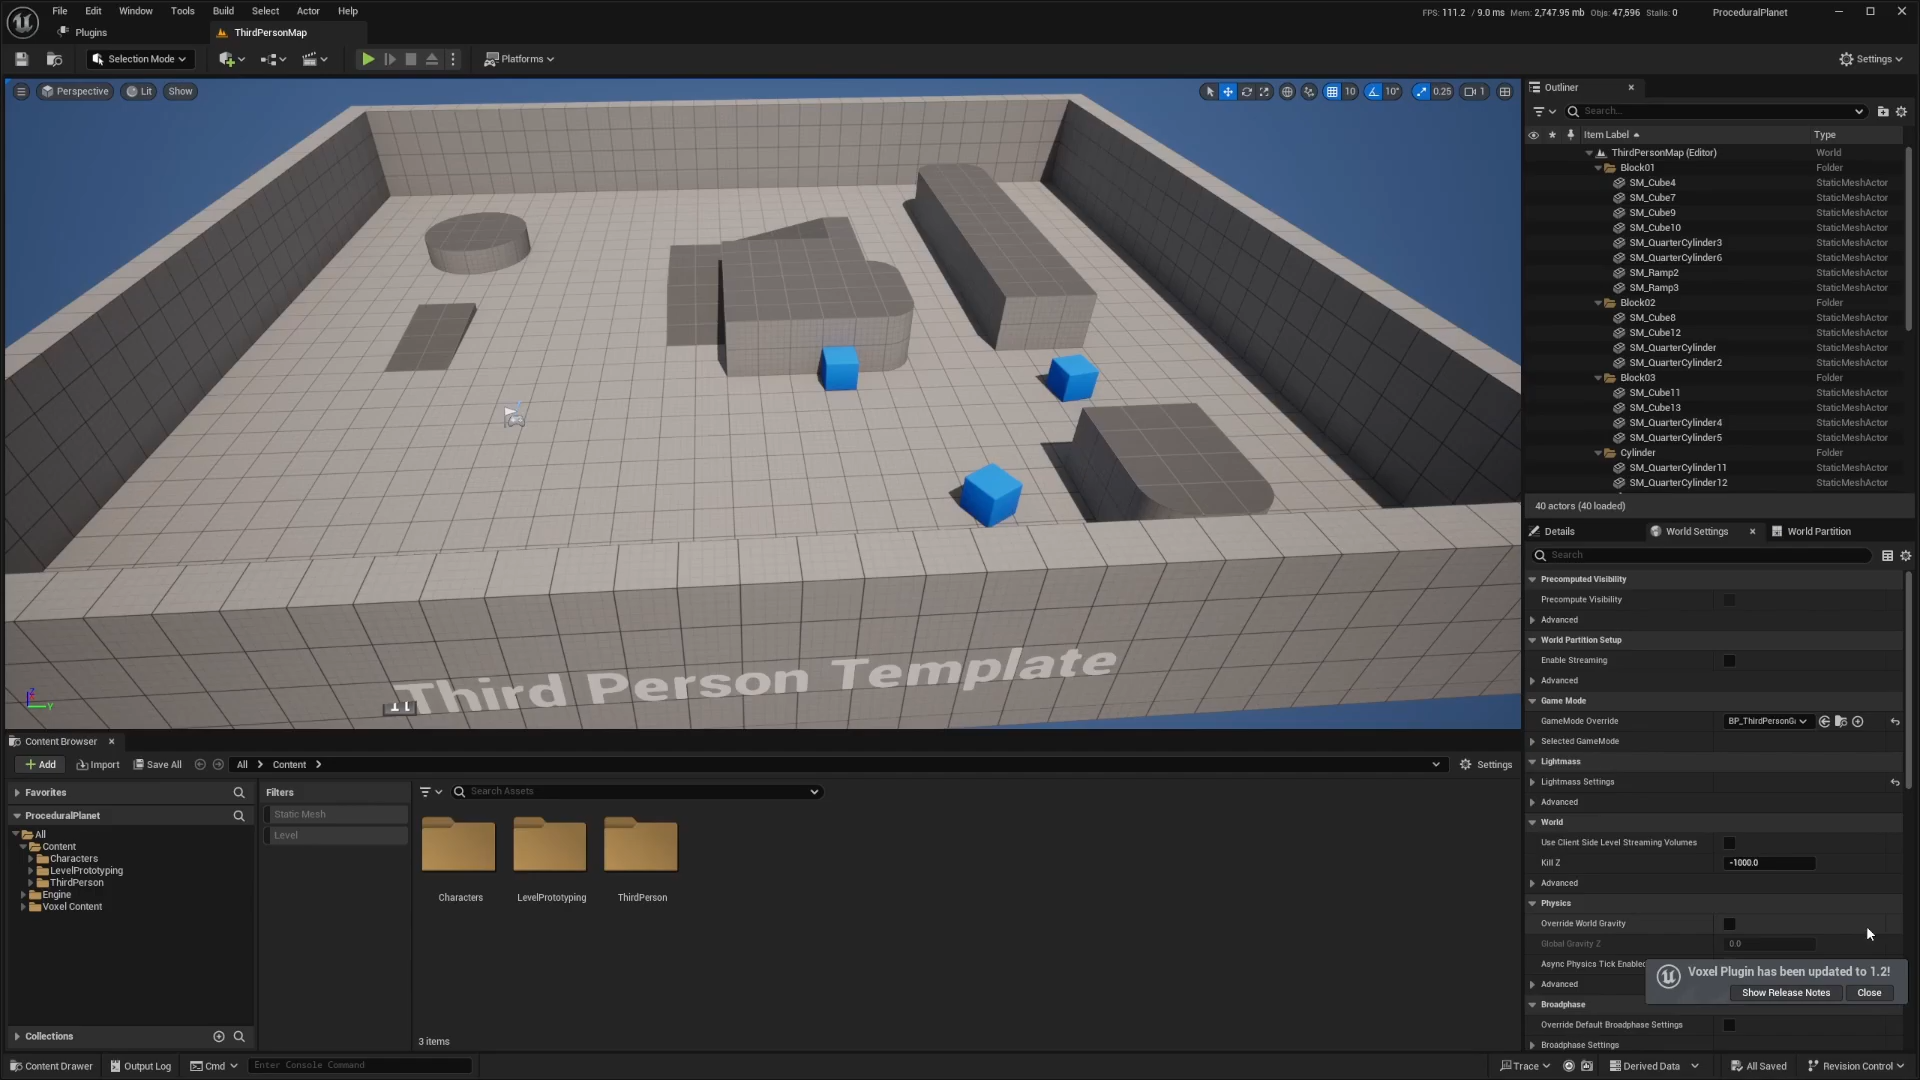 File Edit Window Tools Build Select Actor Help
FPS: 111.2 / 9.0 ms Mem: 2,747.95 mb Objs: 47,596 Stalls: 0
ProceduralPlanet
Plugins
ThirdPersonMap
Selection Mode
Platforms
Settings
Perspective
Lit
Show
10
10°
0.25
1
Third Person Template
Z
Y
Outliner
Search...
Item Label Type
ThirdPersonMap (Editor) World
Block01 Folder
SM_Cube4 StaticMeshActor
SM_Cube7 StaticMeshActor
SM_Cube9 StaticMeshActor
SM_Cube10 StaticMeshActor
SM_QuarterCylinder3 StaticMeshActor
SM_QuarterCylinder6 StaticMeshActor
SM_Ramp2 StaticMeshActor
SM_Ramp3 StaticMeshActor
Block02 Folder
SM_Cube8 StaticMeshActor
SM_Cube12 StaticMeshActor
SM_QuarterCylinder StaticMeshActor
SM_QuarterCylinder2 StaticMeshActor
Block03 Folder
SM_Cube11 StaticMeshActor
SM_Cube13 StaticMeshActor
SM_QuarterCylinder4 StaticMeshActor
SM_QuarterCylinder5 StaticMeshActor
Cylinder Folder
SM_QuarterCylinder11 StaticMeshActor
SM_QuarterCylinder12 StaticMeshActor
40 actors (40 loaded)
Details
World Settings
World Partition
Search
Precomputed Visibility
Precompute Visibility
Advanced
World Partition Setup
Enable Streaming
Advanced
Game Mode
GameMode Override BP_ThirdPersonG
Selected GameMode
Lightmass
Lightmass Settings
Advanced
World
Use Client Side Level Streaming Volumes
Kill Z -1000.0
Advanced
Physics
Override World Gravity
Global Gravity Z 0.0
Async Physics Tick Enabled
Advanced
Broadphase
Override Default Broadphase Settings
Broadphase Settings
Voxel Plugin has been updated to 1.2!
Show Release Notes
Close
Content Browser
Add
Import
Save All
All
Content
Settings
Favorites
ProceduralPlanet
All
Content
Characters
LevelPrototyping
ThirdPerson
Engine
Voxel Content
Collections
Filters
Static Mesh
Level
Search Assets
Characters
LevelPrototyping
ThirdPerson
3 items
Content Drawer
Output Log
Cmd
Enter Console Command
Trace
Derived Data
All Saved
Revision Control